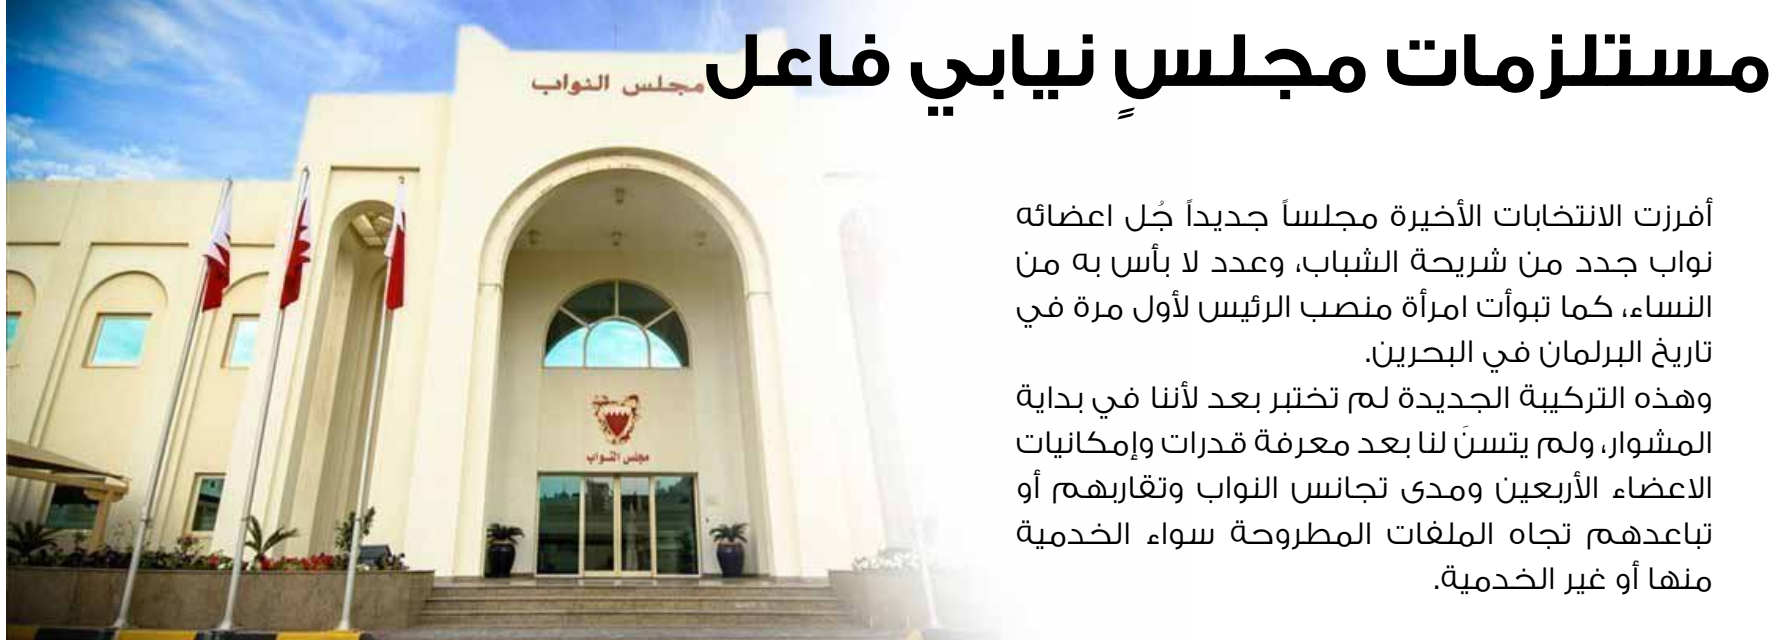 مستلزمات مجلسٍ نيابي فاعل
مجلس النواب
مجلس النواب
أفرزت الانتخابات الأخيرة مجلساً جديداً جُل اعضائه
نواب جدد من شريحة الشباب، وعدد لا بأس به من
النساء، كما تبوأت امرأة منصب الرئيس لأول مرة في
تاريخ البرلمان في البحرين.
وهذه التركيبة الجديدة لم تختبر بعد لأننا في بداية
المشوار، ولم يتسنَ لنا بعد معرفة قدرات وإمكانيات
الاعضاء الأربعين ومدى تجانس النواب وتقاربهم أو
تباعدهم تجاه الملفات المطروحة سواء الخدمية
منها أو غير الخدمية.